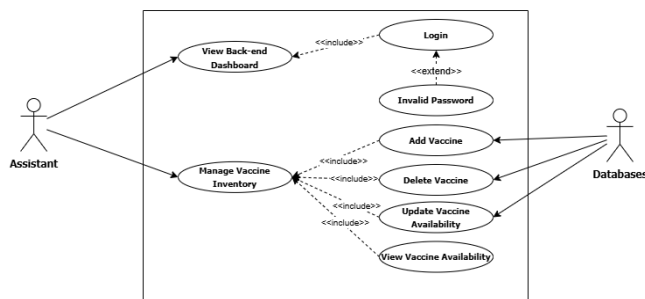 Login
<<include>>
View Back-end
Dashboard
<<extend>>
Invalid Password
Assistant
Add Vaccine
<<include>>
Manage Vaccine
Inventory
Delete Vaccine
Databases
<<include>>
Update Vaccine
Availability
<<include>>
View Vaccine Availability